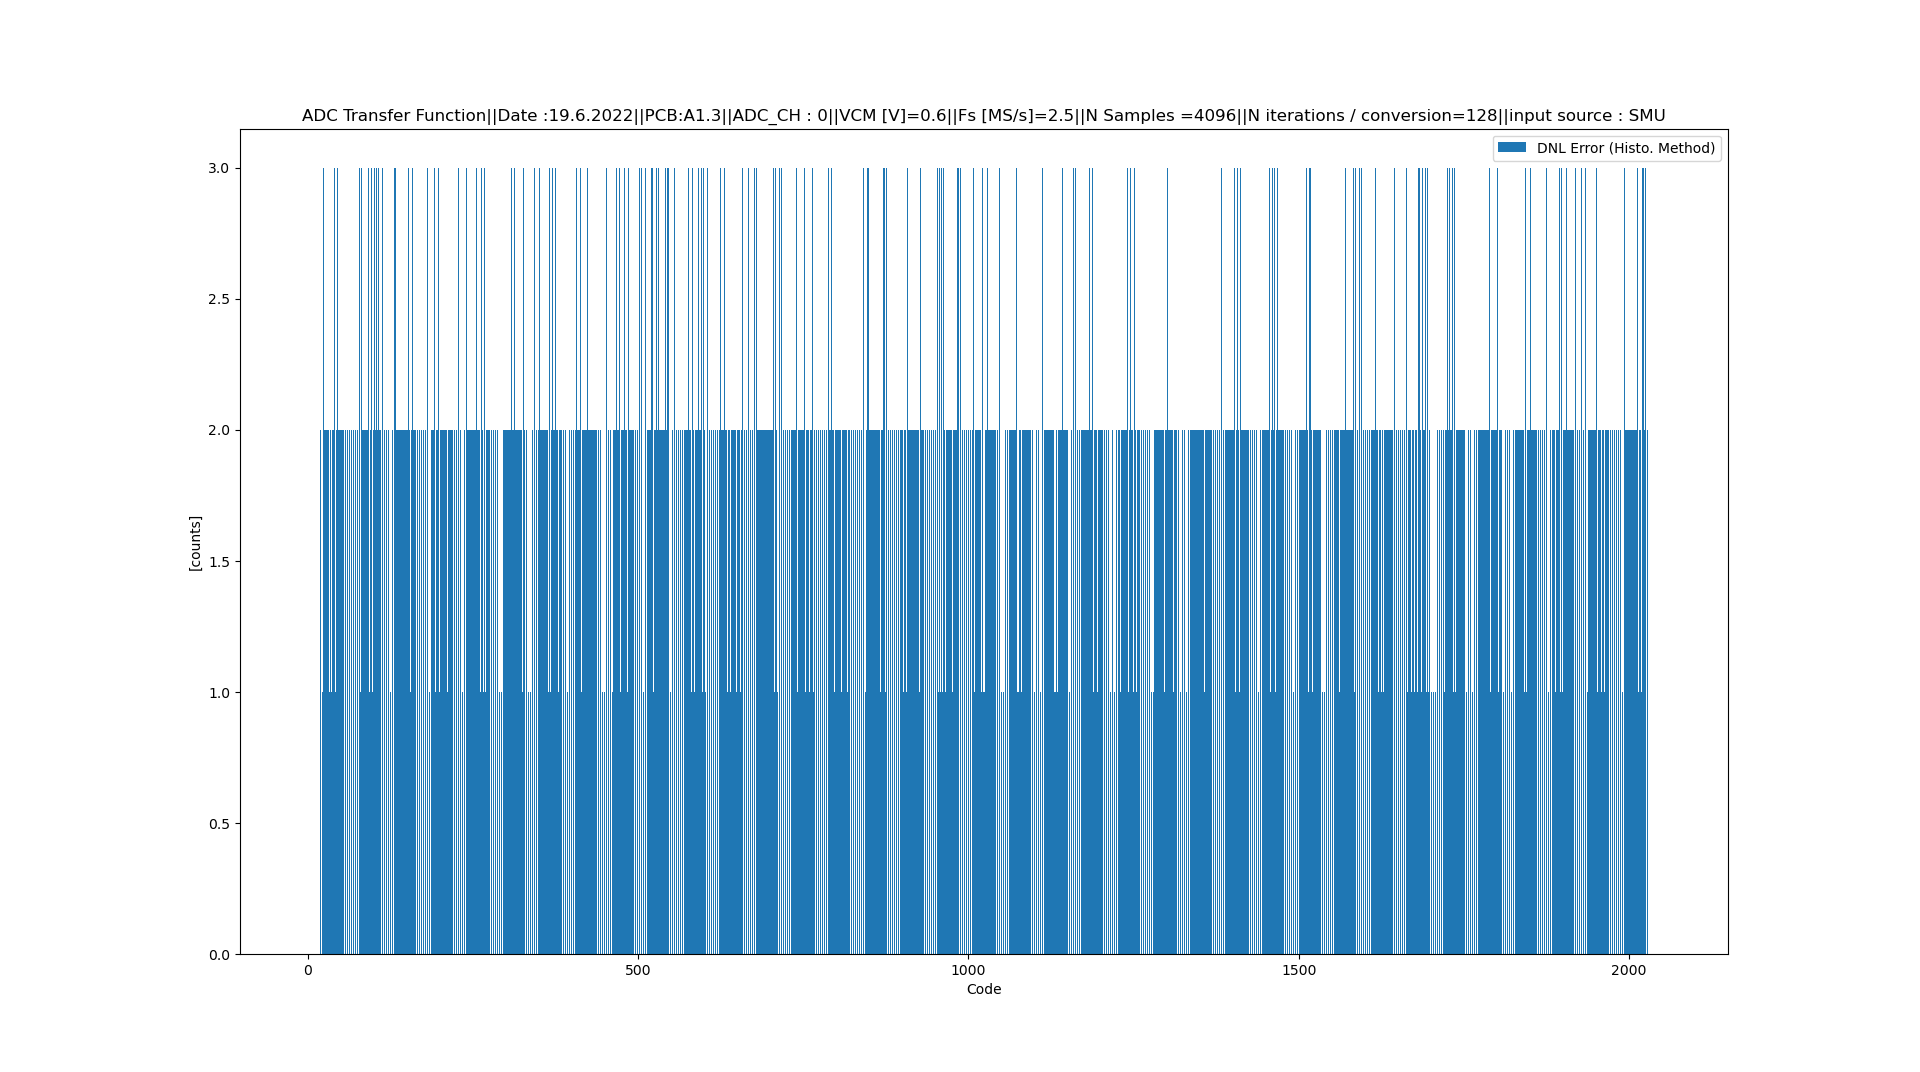 ADC Transfer Function||Date :19.6.2022||PCB:A1.3||ADC_CH : 0||VCM [V]=0.6||Fs [MS/s]=2.5||N Samples =4096||N iterations / conversion=128||input source : SMU
DNL Error (Histo. Method)
3.0
2.5
2.0
1.5
1.0
0.5
0.0
[counts]
0 500 1000 1500 2000
Code